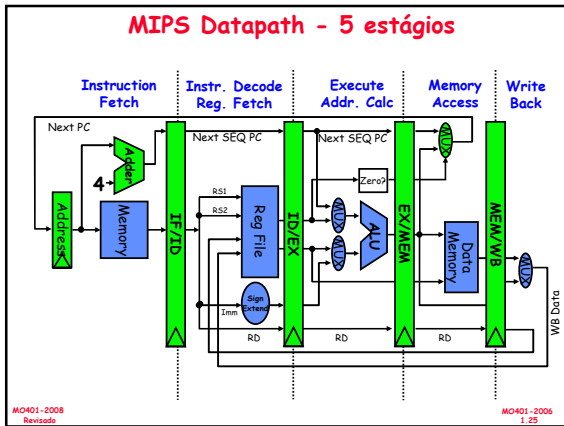 MIPS Datapath - 5 estágios
Instruction
Fetch
Instr. Decode
Reg. Fetch
Execute
Addr. Calc
Memory
Access
Write
Back
Next PC
Next SEQ PC
Next SEQ PC
MUX
Adder
4
Zero?
RS1
RS2
Address
Memory
IF/ID
Reg File
ID/EX
MUX
MUX
ALU
EX/MEM
Data
Memory
MEM/WB
MUX
WB Data
Sign
Extend
Imm
RD
RD
RD
MO401-2008
Revisado
MO401-2006
1.25